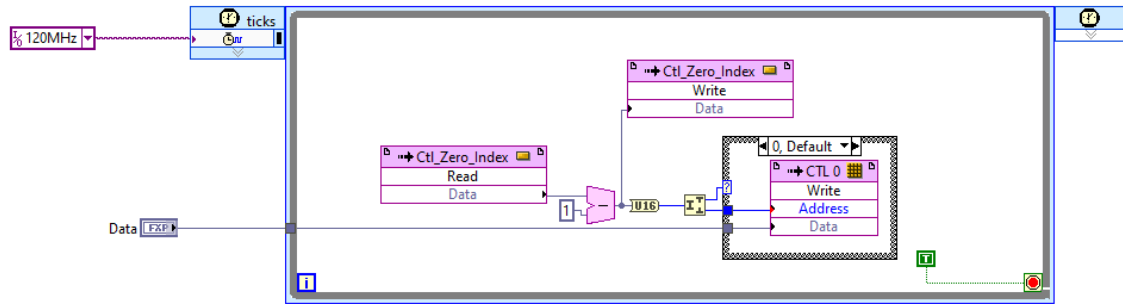 ticks
I/O 120MHz
Ctl_Zero_Index
Write
Data
0, Default
Ctl_Zero_Index
Read
Data
1
U16
?
CTL 0
Write
Address
Data
Data
FXP
T
i